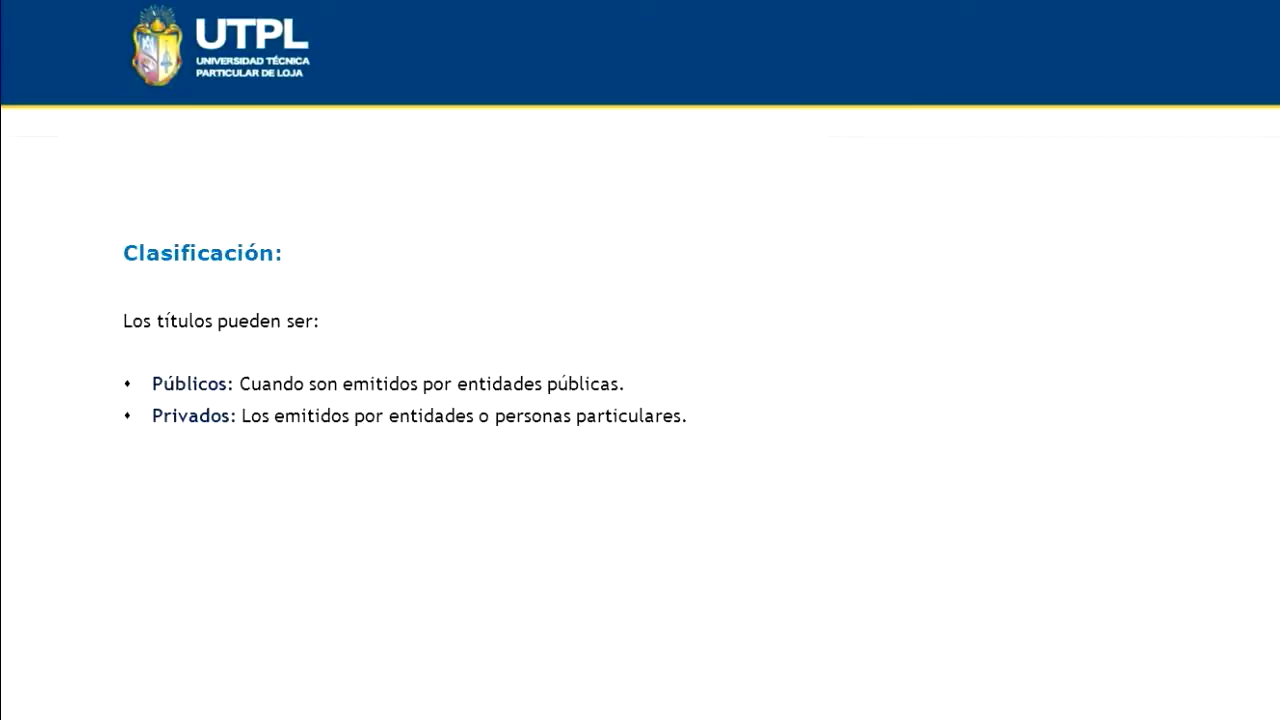 UTPL
UNIVERSIDAD TÉCNICA
PARTICULAR DE LOJA
Clasificación:
Los títulos pueden ser:
♦ Públicos: Cuando son emitidos por entidades públicas.
♦ Privados: Los emitidos por entidades o personas particulares.